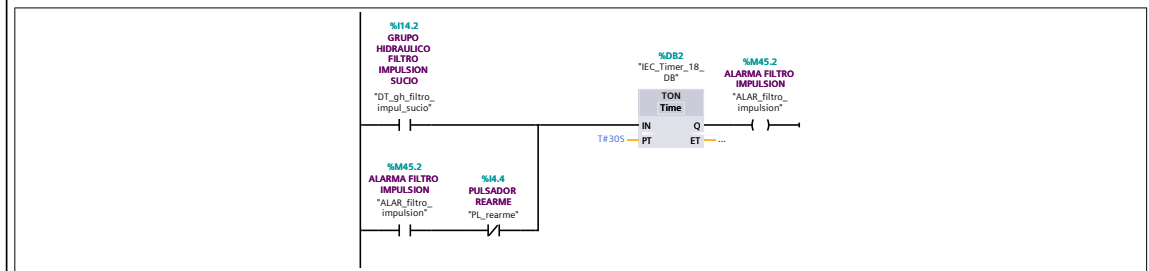 %I14.2
GRUPO
HIDRAULICO
FILTRO
IMPULSION
SUCIO
"DT_gh_filtro_
impul_sucio"
%DB2
"IEC_Timer_18_
DB"
TON
Time
IN
Q
T#30S
PT
ET
...
%M45.2
ALARMA FILTRO
IMPULSION
"ALAR_filtro_
impulsion"
%M45.2
ALARMA FILTRO
IMPULSION
"ALAR_filtro_
impulsion"
%I4.4
PULSADOR
REARME
"PL_rearme"